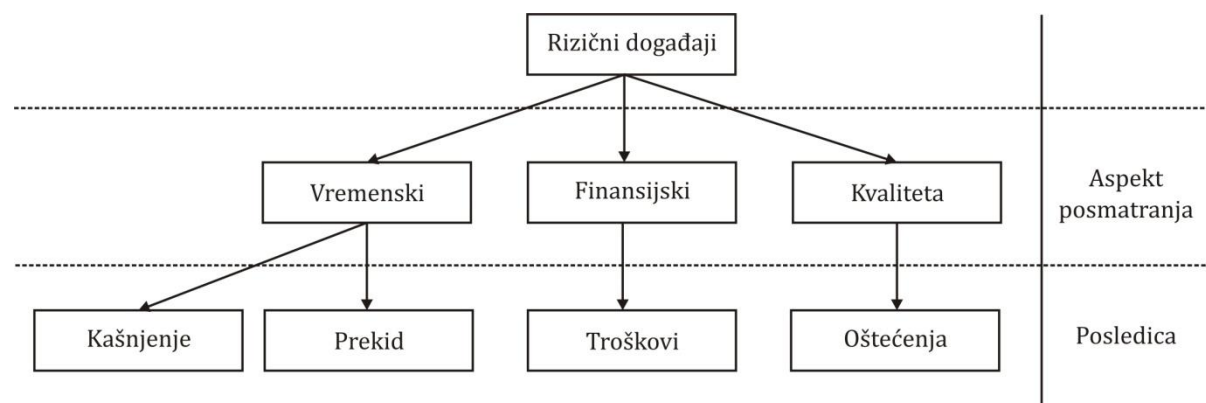 Rizični događaji
Vremenski
Finansijski
Kvaliteta
Aspekt
posmatranja
Kašnjenje
Prekid
Troškovi
Oštećenja
Posledica